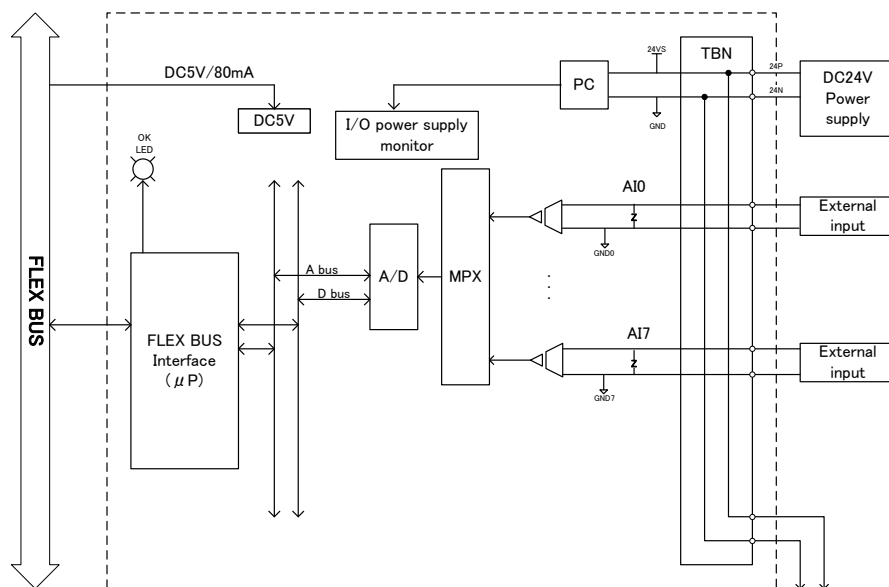 DC5V/80mA
DC5V
OK
LED
FLEX BUS
FLEX BUS
Interface
(μP)
A bus
D bus
A/D
MPX
I/O power supply
monitor
PC
24VS
GND
TBN
24P
24N
DC24V
Power
supply
AI0
GND0
External
input
AI7
GND7
External
input